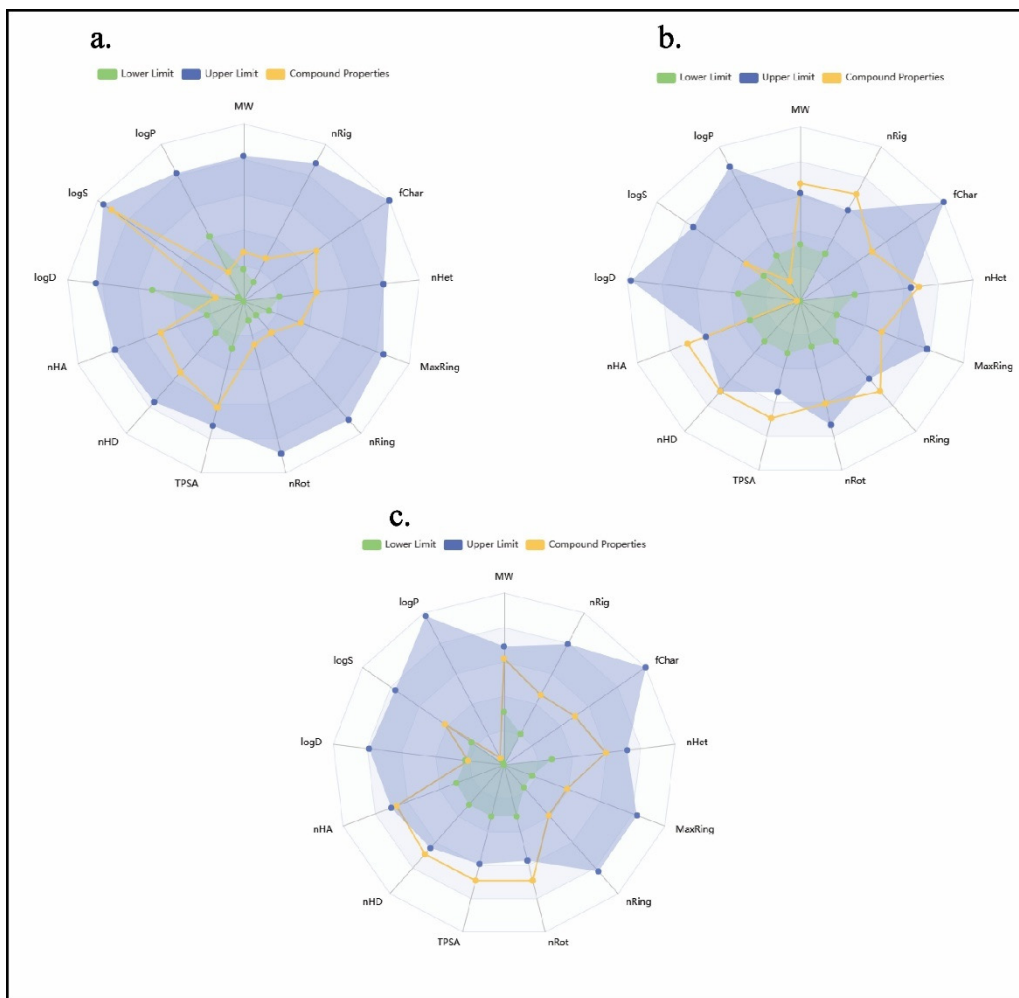 a.
Lower Limit Upper Limit Compound Properties
MW
nRig
fChar
nHet
MaxRing
nRing
nRot
TPSA
nHD
nHA
logD
logS
logP
b.
Lower Limit Upper Limit Compound Properties
MW
nRig
fChar
nHet
MaxRing
nRing
nRot
TPSA
nHD
nHA
logD
logS
logP
c.
Lower Limit Upper Limit Compound Properties
MW
nRig
fChar
nHet
MaxRing
nRing
nRot
TPSA
nHD
nHA
logD
logS
logP